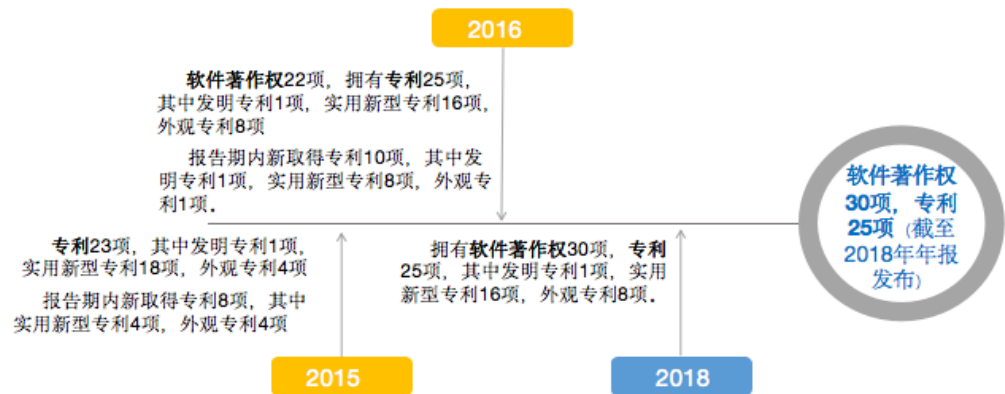 2016
软件著作权22项，拥有专利25项，
其中发明专利1项，实用新型专利16项，
外观专利8项
报告期内新取得专利10项，其中发
明专利1项，实用新型专利8项，外观专
利1项。
软件著作权
30项，专利
25项（截至
2018年年报
发布）
专利23项，其中发明专利1项，
实用新型专利18项，外观专利4项
报告期内新取得专利8项，其中
实用新型专利4项，外观专利4项
拥有软件著作权30项，专利
25项，其中发明专利1项，实用
新型专利16项，外观专利8项。
2015
2018